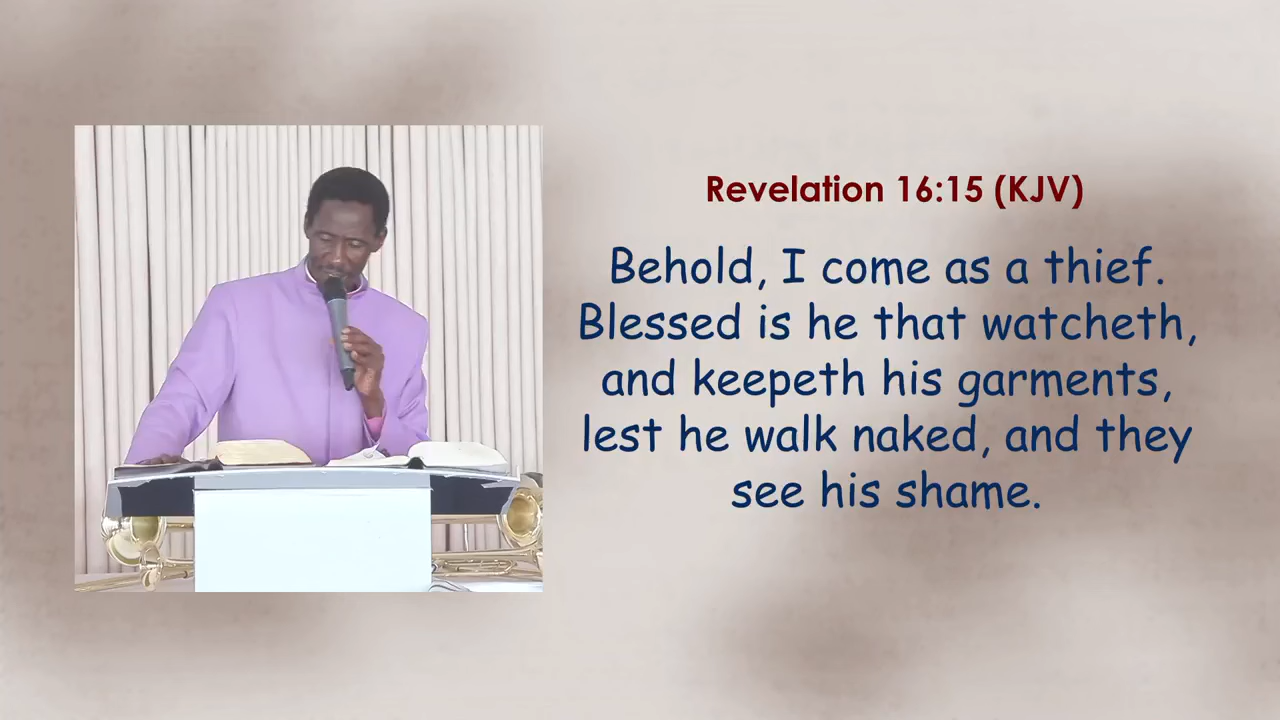 Revelation 16:15 (KJV)
Behold, I come as a thief.
Blessed is he that watcheth,
and keepeth his garments,
lest he walk naked, and they
see his shame.